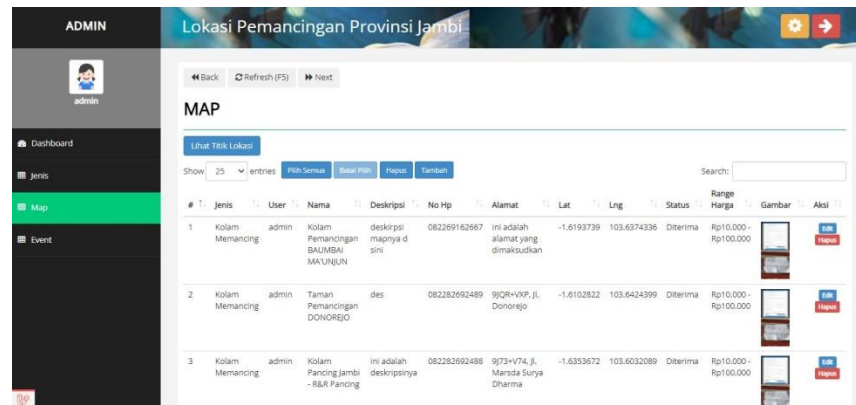 ADMIN
Lokasi Pemancingan Provinsi Jambi
admin
Dashboard
Jenis
Map
Event
Back Refresh (F5) Next
MAP
Lihat Titik Lokasi
Show 25 entries Pilih Semua Batal Pilih Hapus Tambah Search:
# Jenis User Nama Deskripsi No Hp Alamat Lat Lng Status Range Harga Gambar Aksi
1 Kolam admin Kolam deskirpsi 082269162667 ini adalah -1.6193739 103.6374336 Diterima Rp10.000 - Edit
Memancing Pemancingan mapnya d alamat yang Rp100.000 Hapus
BAUMBAI sini dimaksudkan
MA'UNJUN
2 Kolam admin Taman des 082282692489 9JQR+VXP, Jl. -1.6102822 103.6424399 Diterima Rp10.000 - Edit
Memancing Pemancingan Donorejo Rp100.000 Hapus
DONOREJO
3 Kolam admin Kolam ini adalah 082282692488 9J73+V74, Jl. -1.6353672 103.6032089 Diterima Rp10.000 - Edit
Memancing Pancing Jambi deskripsinya Marsda Surya Rp100.000 Hapus
- R&R Pancing Dharma